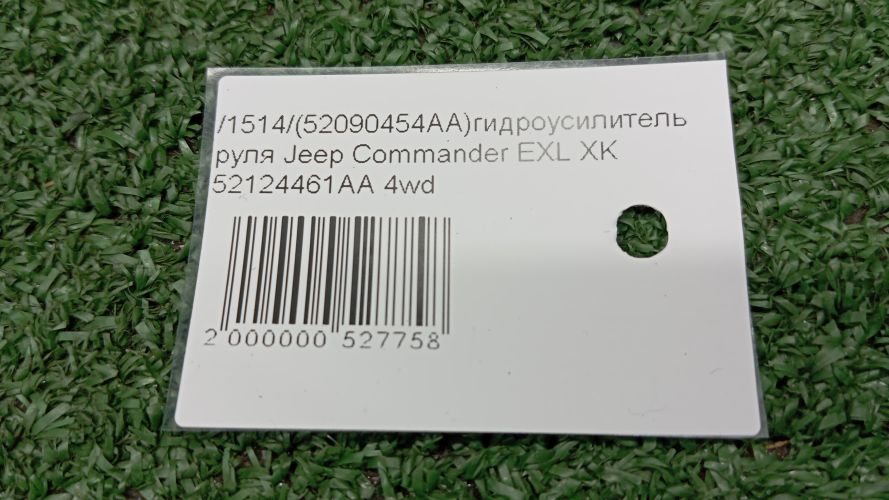 /1514/(52090454AA)гидроусилитель
руля Jeep Commander EXL XK
52124461AA 4wd
2 000000 527758